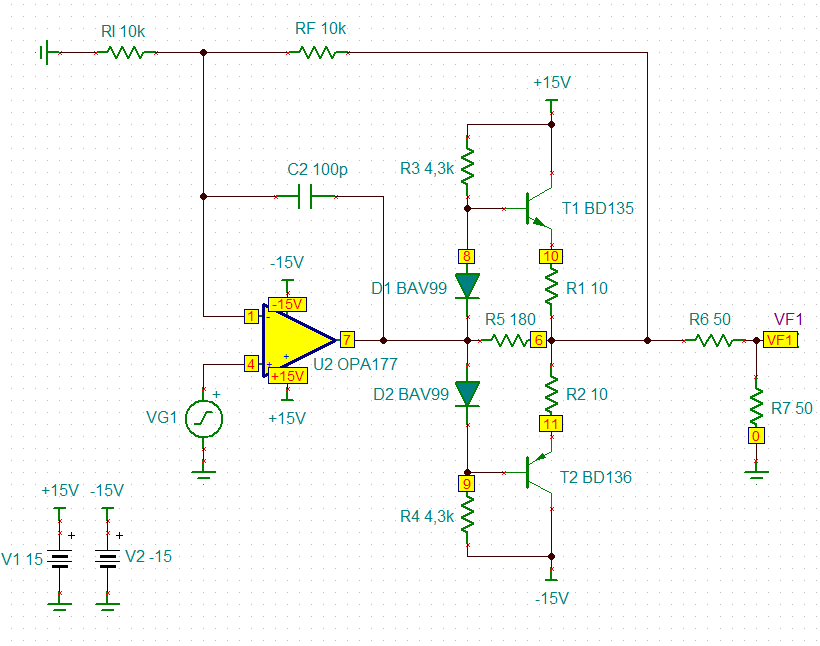 RI 10k
RF 10k
+15V
R3 4,3k
C2 100p
T1 BD135
8
10
-15V
D1 BAV99
R1 10
-15V
1
-
R5 180
6
R6 50
VF1
VF1
7
U2 OPA177
4
+
+
+15V
D2 BAV99
R2 10
R7 50
VG1
+
+15V
11
0
9
T2 BD136
R4 4,3k
+15V
-15V
+
+
V1 15
V2 -15
-15V